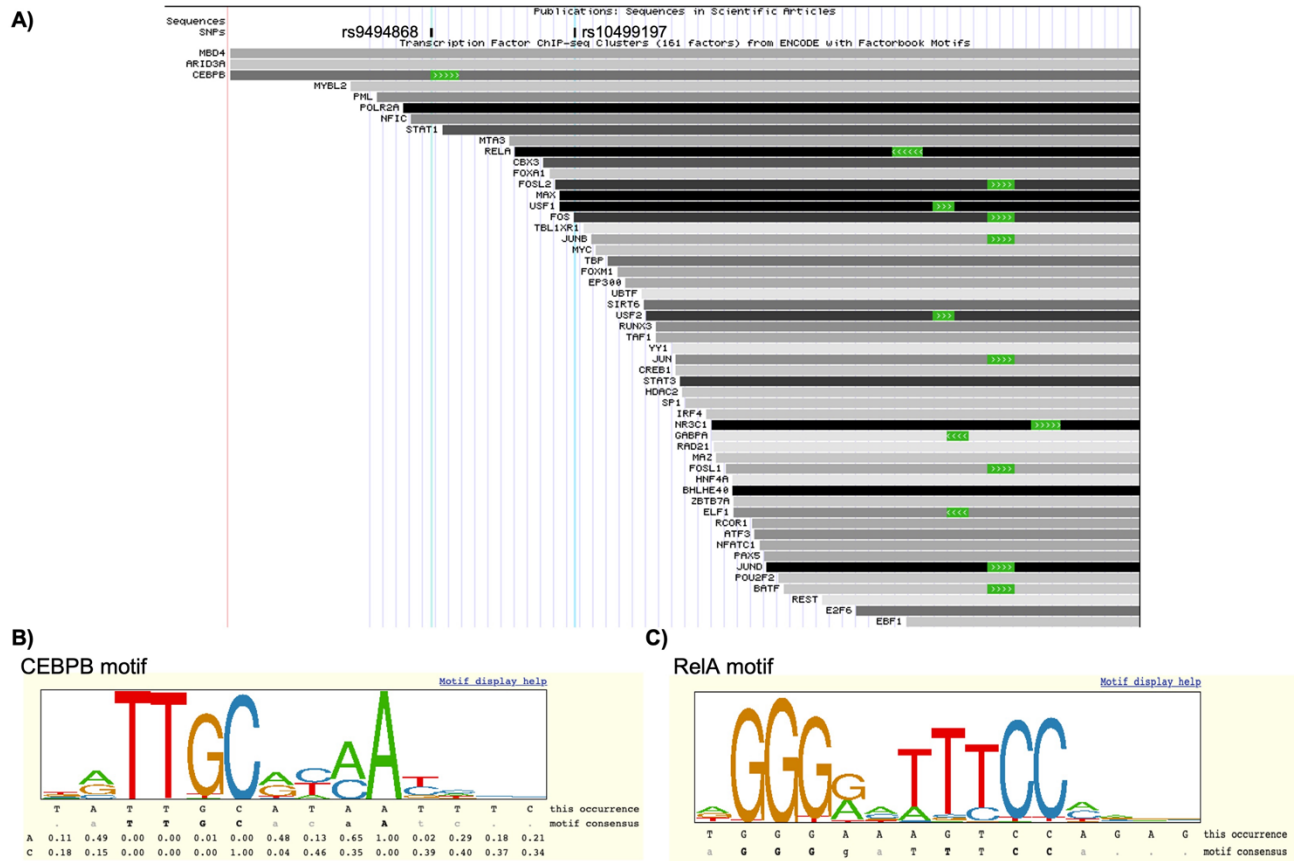 A)
Publications: Sequences in Scientific Articles
Sequences
SNPs
rs9494868
rs10499197
Transcription Factor ChIP-seq Clusters (161 factors) from ENCODE with Factorbook Motifs
MBD4
ARID3A
CEBPB
MYBL2
PML
POLR2A
NFIC
STAT1
MTA3
RELA
CBX3
FOXA1
FOSL2
MAX
USF1
FOS
TBL1XR1
JUNB
MYC
TBP
FOXM1
EP300
UBTF
SIRT6
USF2
RUNX3
TAF1
YY1
JUN
CREB1
STAT3
HDAC2
SP1
IRF4
NR3C1
GABPA
RAD21
MAZ
FOSL1
HNF4A
BHLHE40
ZBTB7A
ELF1
RCOR1
ATF3
NFATC1
PAX5
JUND
POU2F2
BATF
REST
E2F6
EBF1
B)
CEBPB motif
Motif display help
T A T T G C A T C A A T T T C this occurrence
. a T T G C a c a A t c . . motif consensus
A 0.11 0.49 0.00 0.00 0.01 0.00 0.48 0.13 0.65 1.00 0.02 0.29 0.18 0.21
C 0.18 0.15 0.00 0.00 0.00 1.00 0.04 0.46 0.35 0.00 0.39 0.40 0.37 0.34
C)
RelA motif
Motif display help
T G G G A A A G T C C A G A G this occurrence
a G G G g a T T T C C a . . . motif consensus